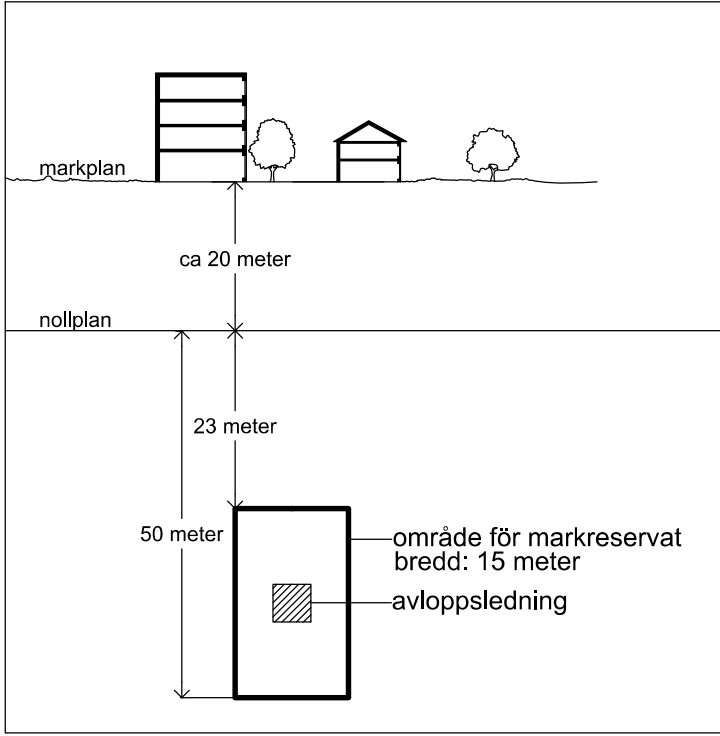 markplan
ca 20 meter
nollplan
23 meter
50 meter
område för markreservat
bredd: 15 meter
avloppsledning